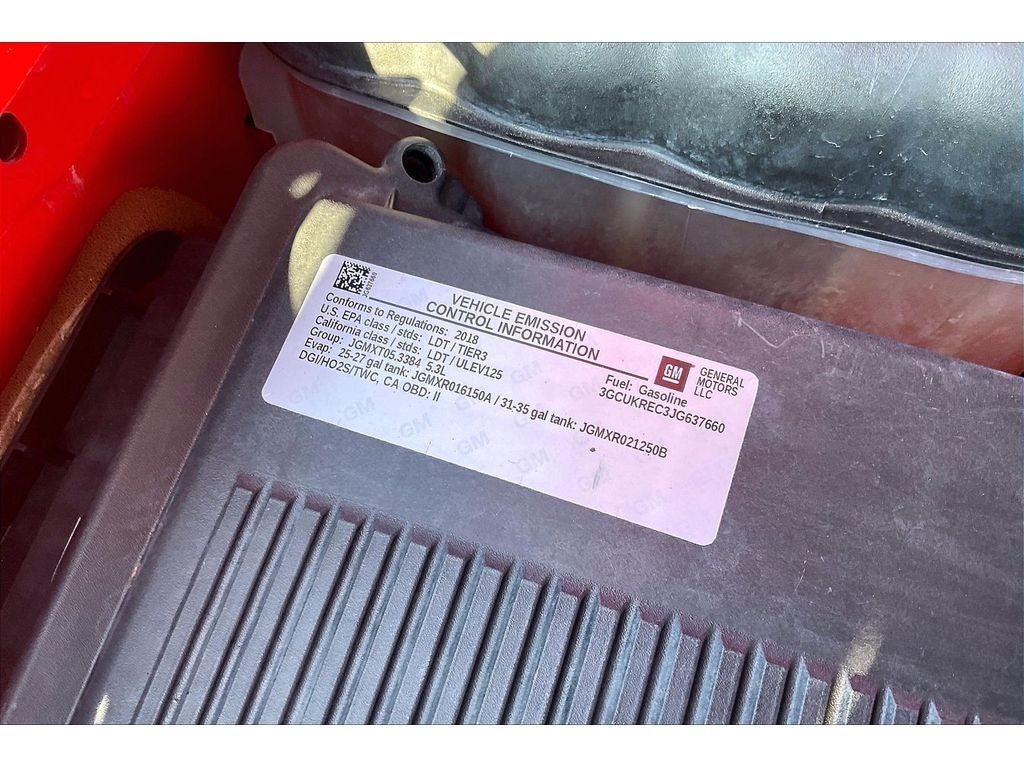 JG637660
VEHICLE EMISSION
CONTROL INFORMATION
Conforms to Regulations: 2018
U.S. EPA class / stds: LDT / TIER3
California class / stds: LDT / ULEV125
Group: JGMXT05.3384 5.3L
Evap: 25-27 gal tank: JGMXR016150A / 31-35 gal tank: JGMXR021250B
DGI/HO2S/TWC, CA OBD: II
GM
GENERAL
MOTORS
LLC
Fuel: Gasoline
3GCUKREC3JG637660